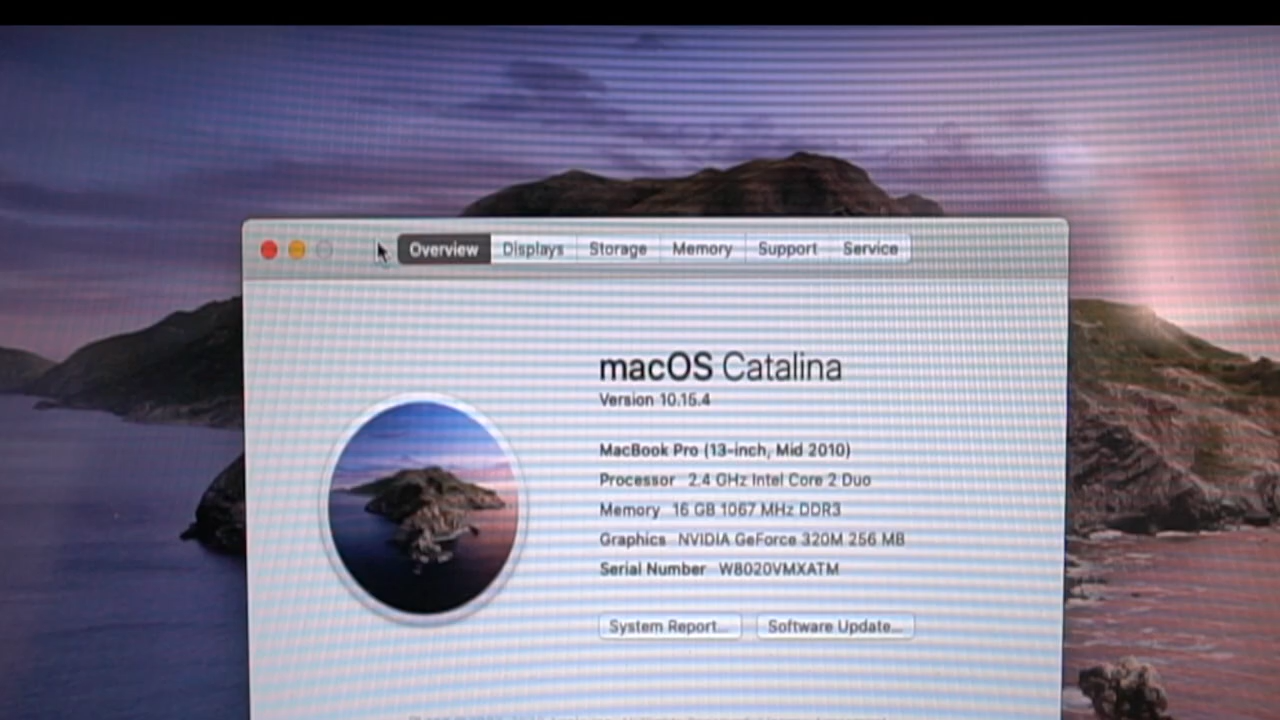 Overview Displays Storage Memory Support Service
macOS Catalina
Version 10.15.4
MacBook Pro (13-inch, Mid 2010)
Processor 2.4 GHz Intel Core 2 Duo
Memory 16 GB 1067 MHz DDR3
Graphics NVIDIA GeForce 320M 256 MB
Serial Number W8020VMXATM
System Report... Software Update...